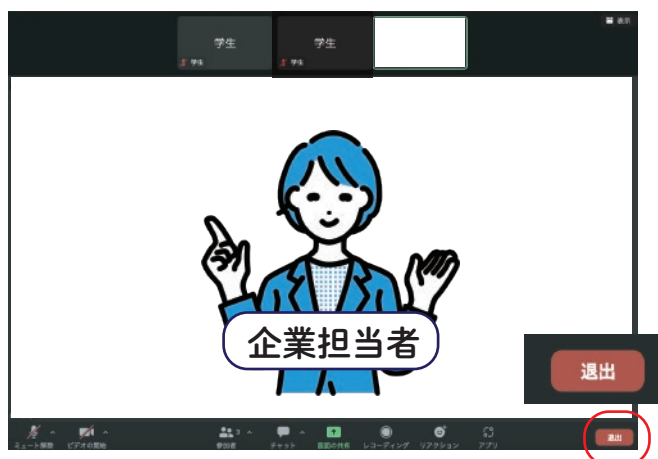 表示
学生
学生
学生
学生
企業担当者
退出
ミュート解除
ビデオの開始
3
参加者
チャット
画面の共有
レコーディング
リアクション
アプリ
退出